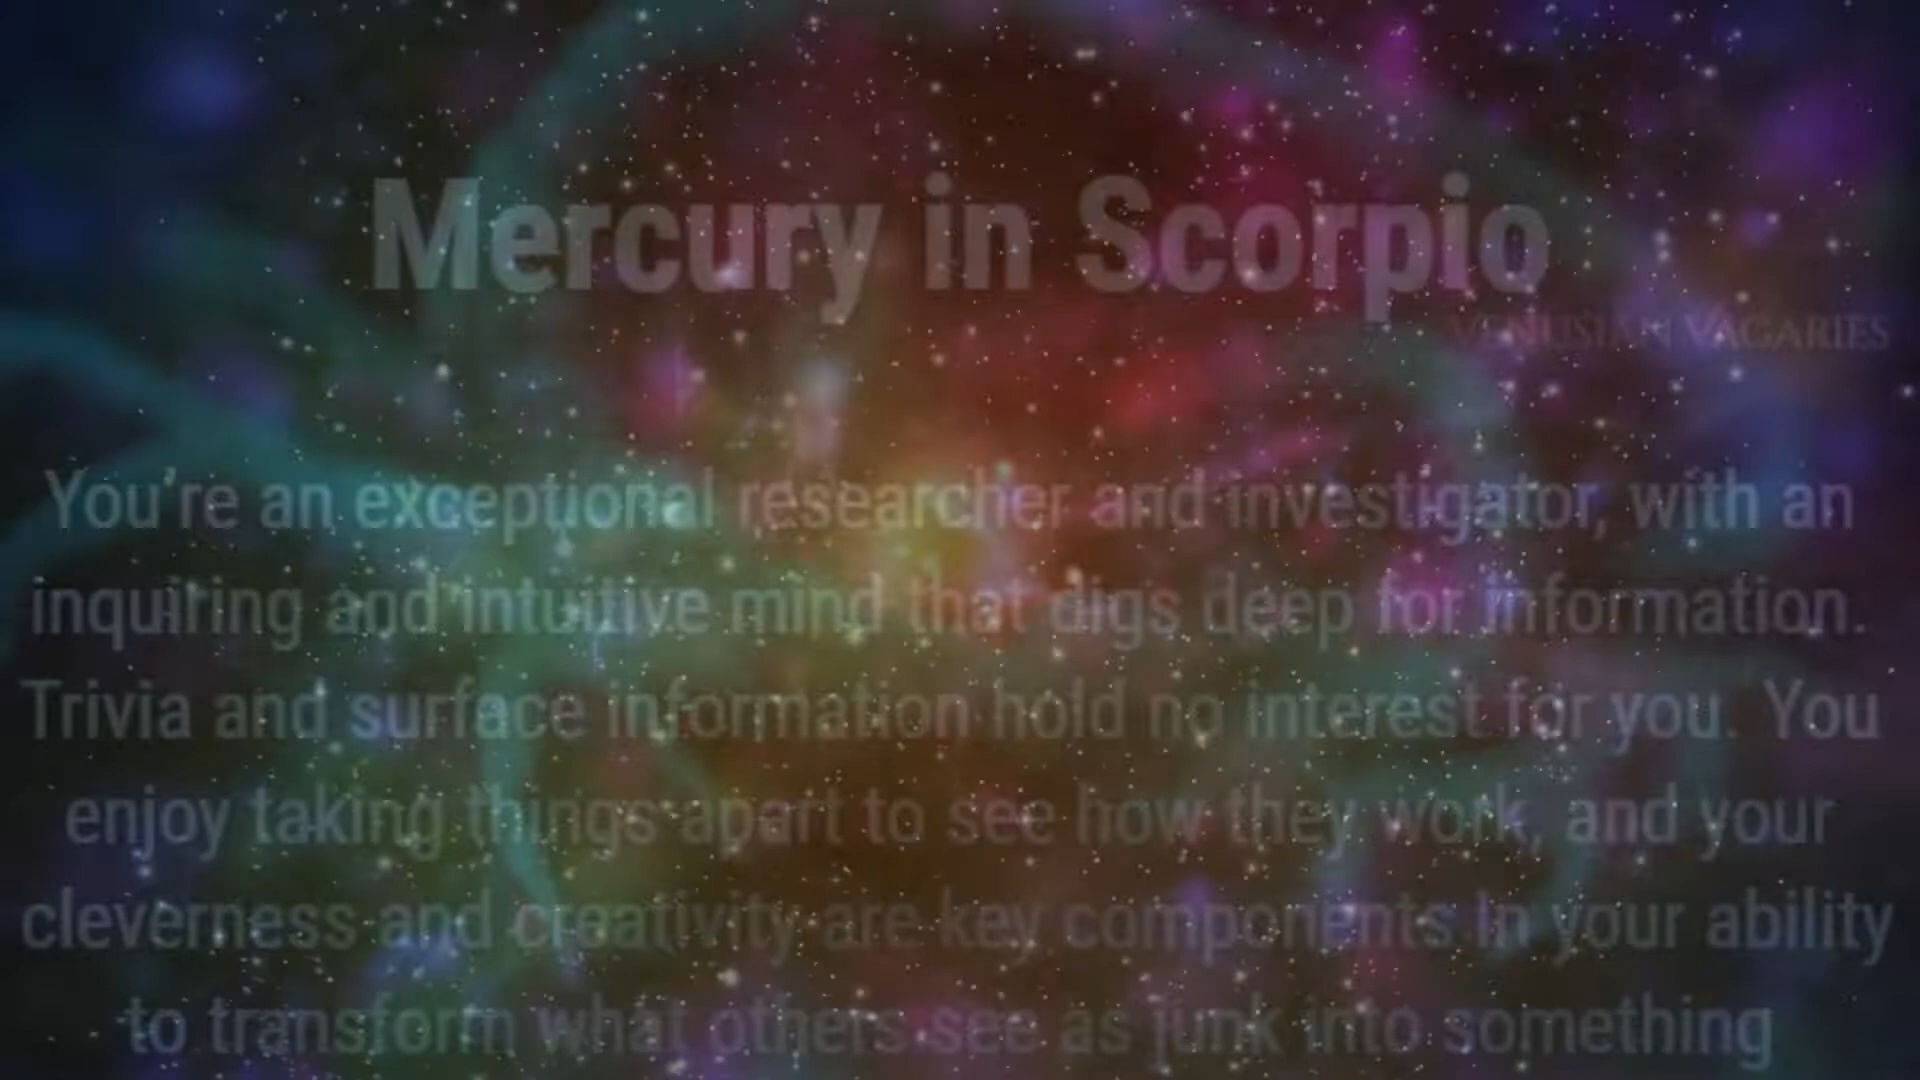 Mercury in Scorpio
VENUSIAN VAGARIES
You're an exceptional researcher and investigator, with an
inquiring and intuitive mind that digs deep for information.
Trivia and surface information hold no interest for you. You
enjoy taking things apart to see how they work, and your
cleverness and creativity are key components in your ability
to transform what others see as junk into something